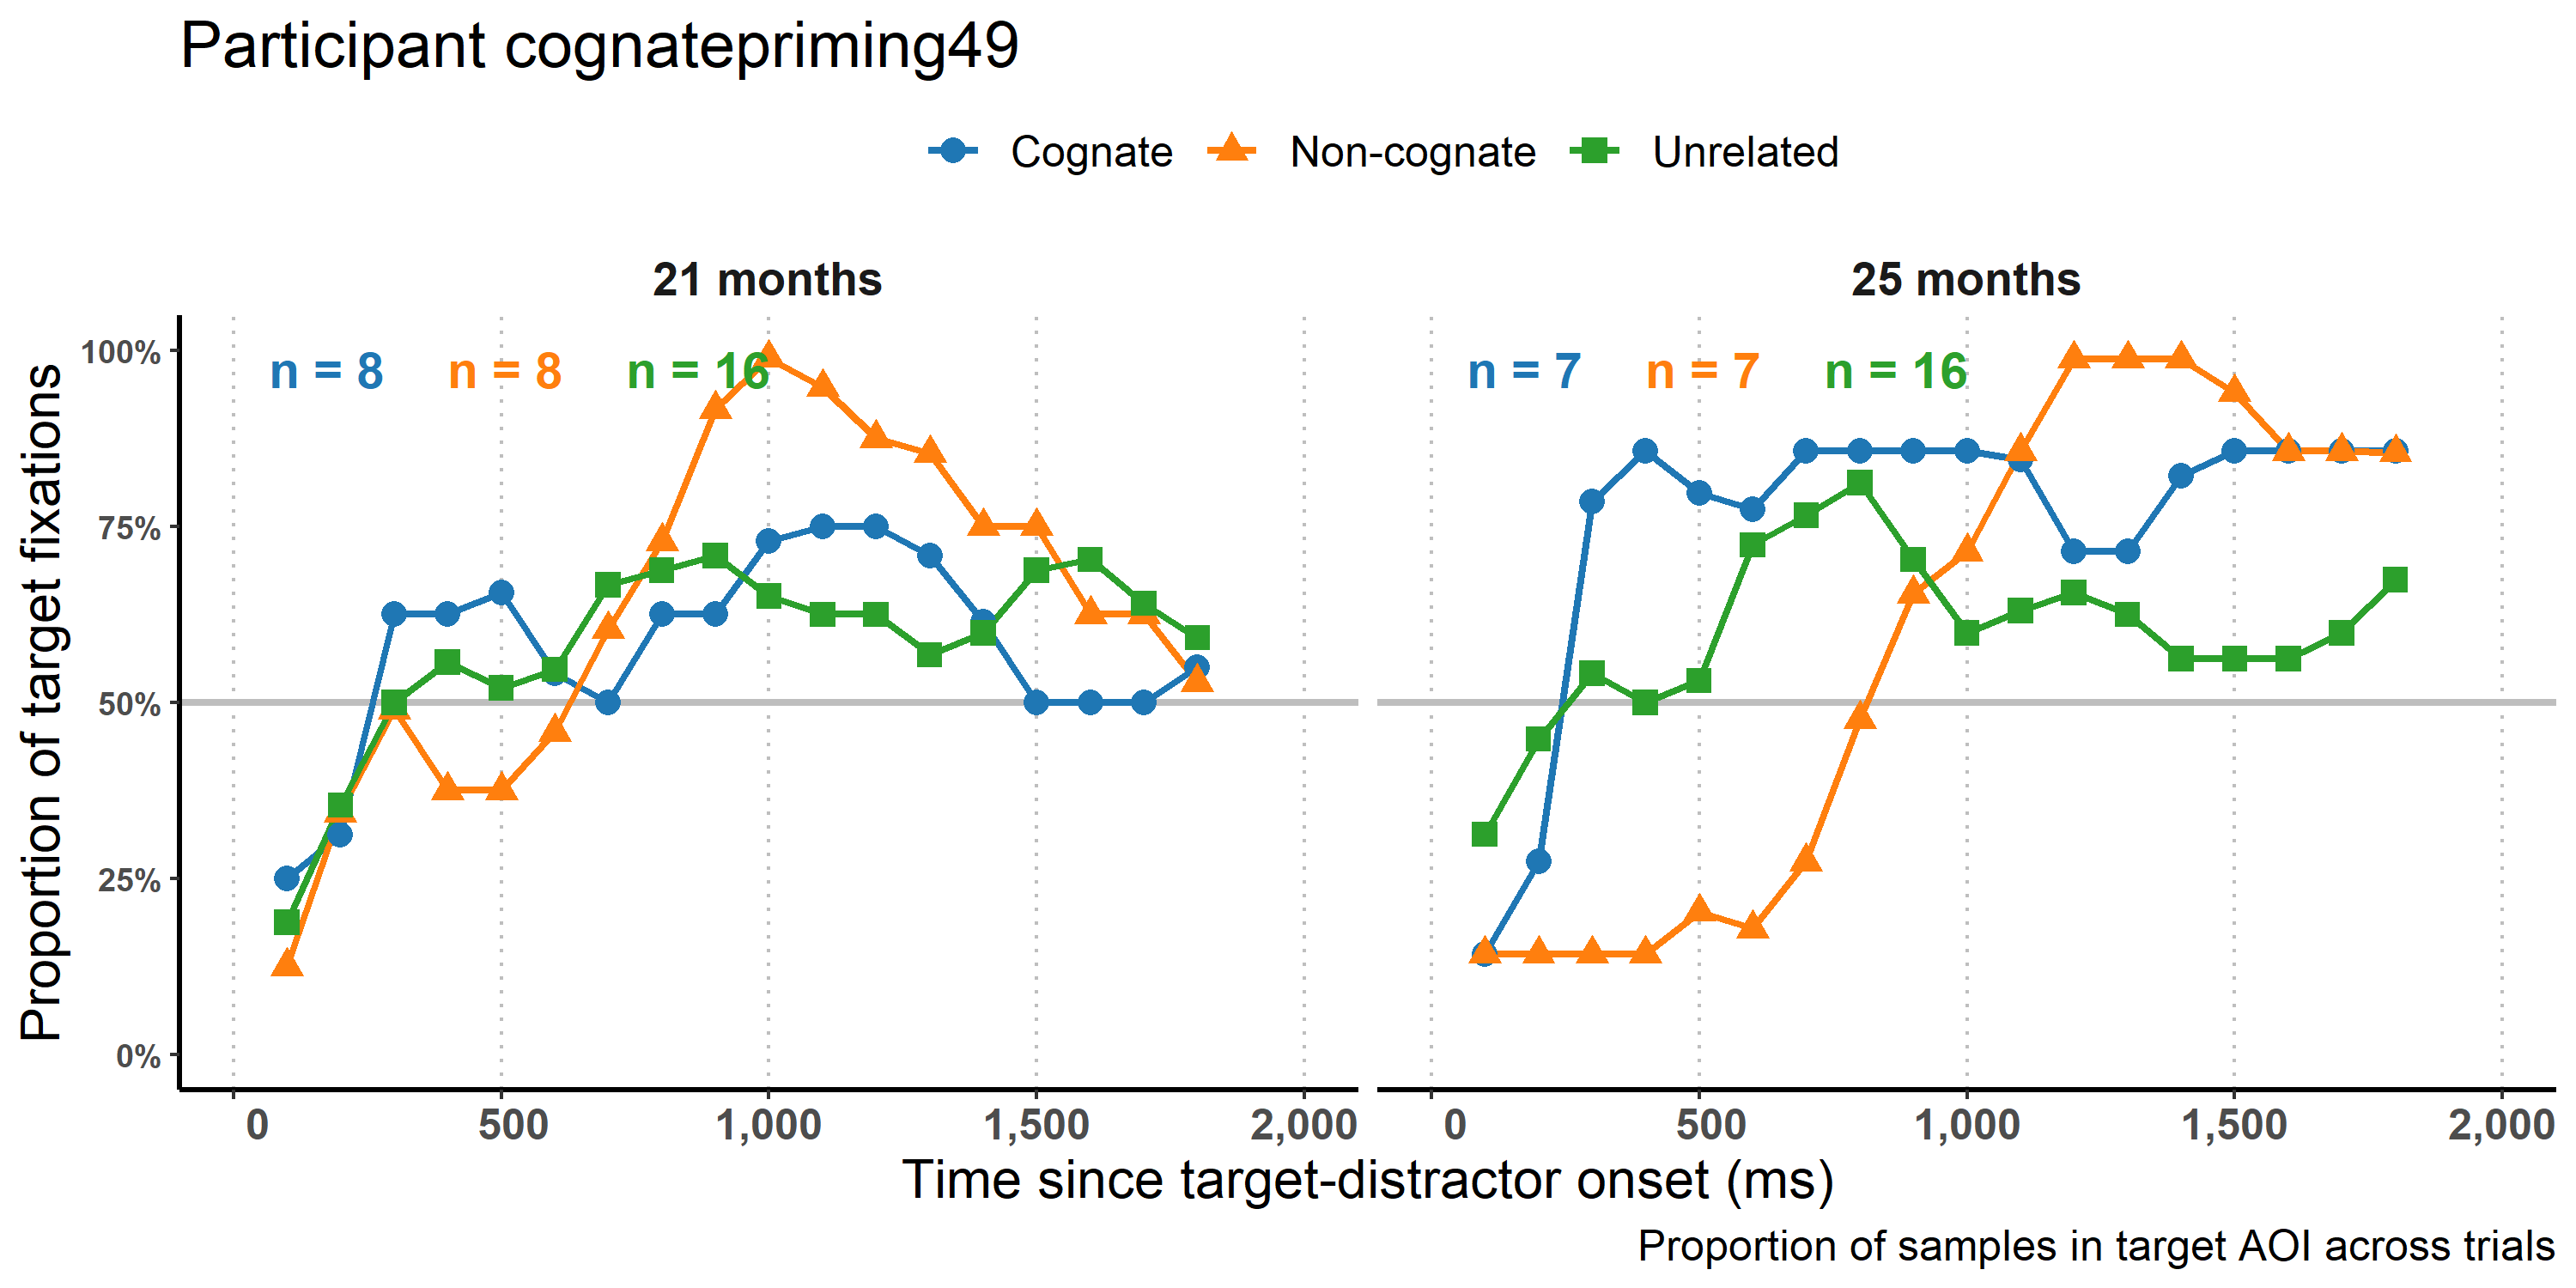 Participant cognatepriming49
Cognate Non-cognate Unrelated
21 months
25 months
n = 8 n = 8 n = 16
n = 7 n = 7 n = 16
Proportion of target fixations
100%
75%
50%
25%
0%
0 500 1,000 1,500 2,000
0 500 1,000 1,500 2,000
Time since target-distractor onset (ms)
Proportion of samples in target AOI across trials